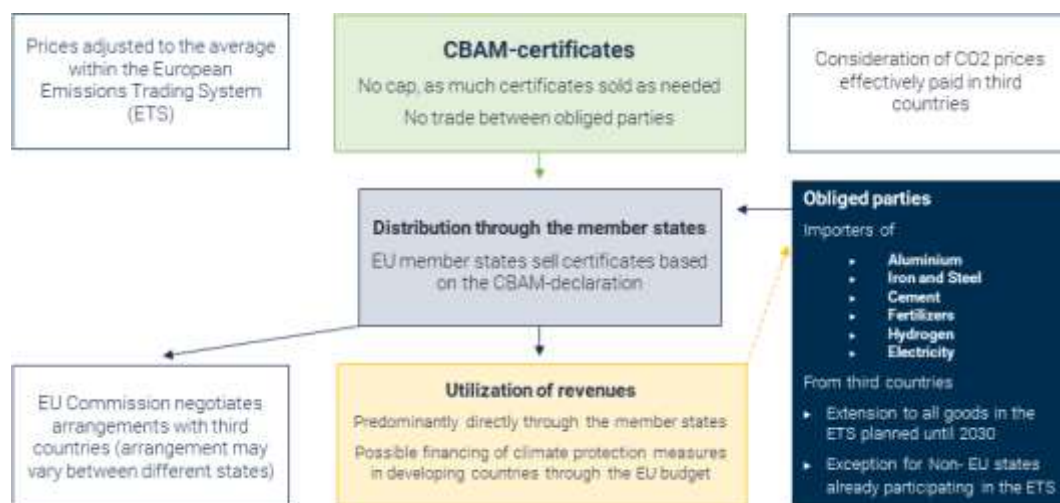 Prices adjusted to the average
within the European
Emissions Trading System
(ETS)
CBAM-certificates
No cap, as much certificates sold as needed
No trade between obliged parties
Consideration of CO2 prices
effectively paid in third
countries
Distribution through the member states
EU member states sell certificates based
on the CBAM-declaration
Obliged parties
Importers of
▸ Aluminium
▸ Iron and Steel
▸ Cement
▸ Fertilizers
▸ Hydrogen
▸ Electricity
From third countries
▸ Extension to all goods in the
ETS planned until 2030
▸ Exception for Non- EU states
already participating in the ETS
EU Commission negotiates
arrangements with third
countries (arrangement may
vary between different states)
Utilization of revenues
Predominantly directly through the member states
Possible financing of climate protection measures
in developing countries through the EU budget